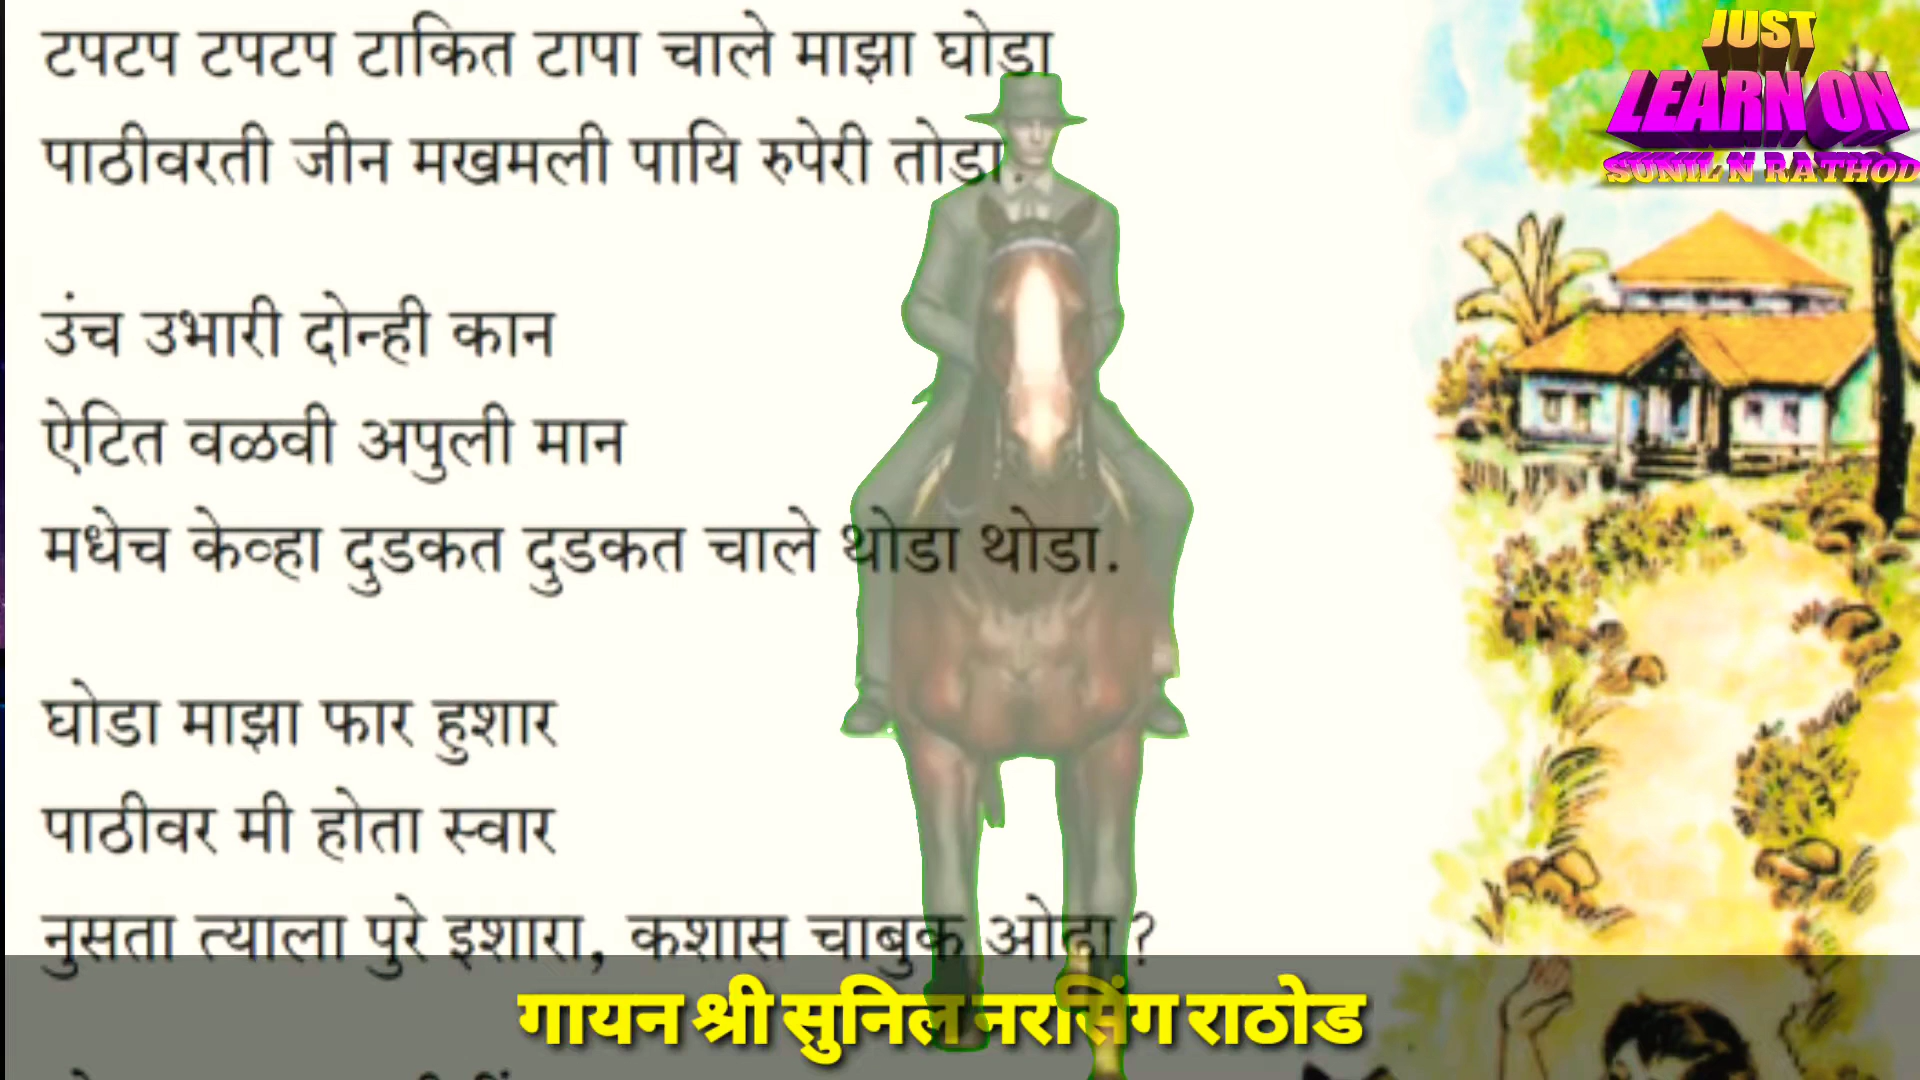 टपटप टपटप टाकित टापा चाले माझा घोडा
पाठीवरती जीन मखमली पायि रुपेरी तोडा.
उंच उभारी दोन्ही कान
ऐटित वळवी अपुली मान
मधेच केव्हा दुडकत दुडकत चाले थोडा थोडा.
घोडा माझा फार हुशार
पाठीवर मी होता स्वार
नुसता त्याला पुरे इशारा, कशास चाबुक ओढा?
गायन श्री सुनिल नरसिंग राठोड
JUST
LEARN ON
SUNIL N RATHOD